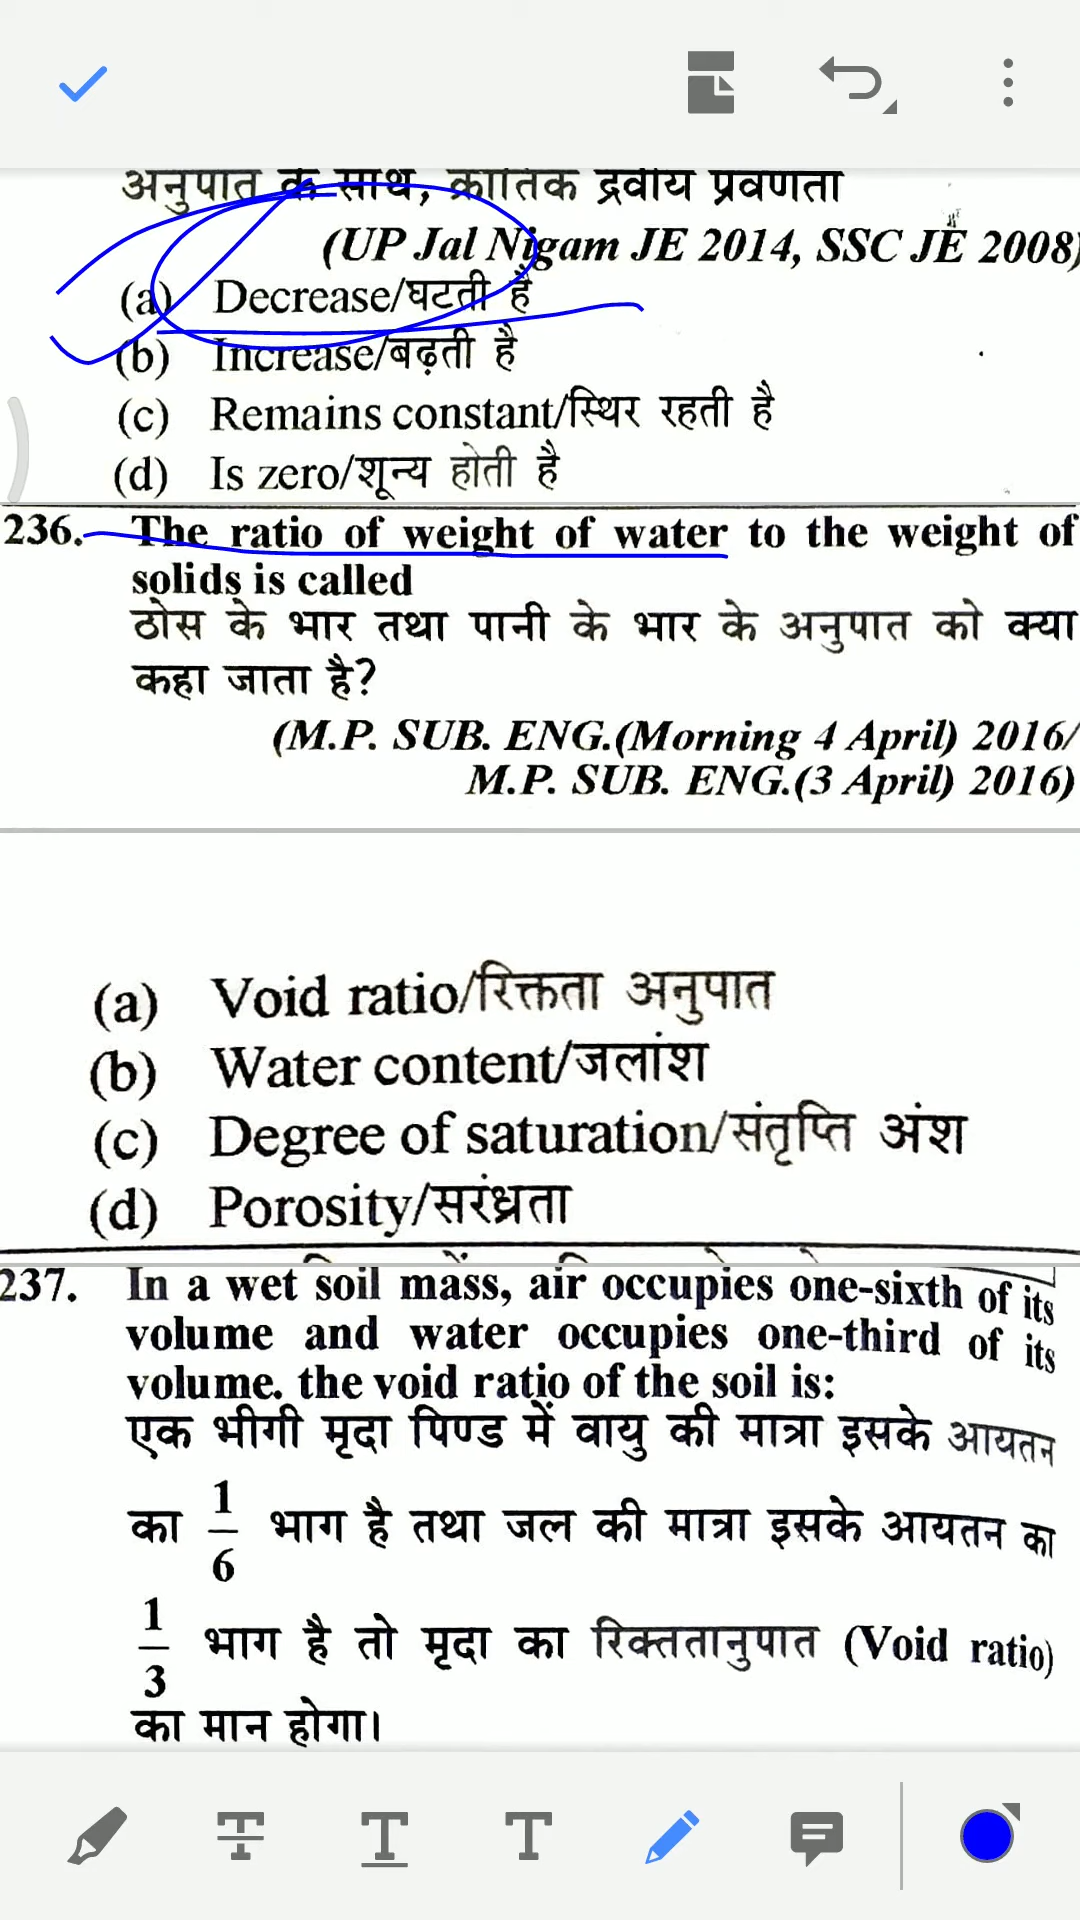 अनुपात के साथ, क्रांतिक द्रवीय प्रवणता
(UP Jal Nigam JE 2014, SSC JE 2008)
(a) Decrease/घटती है
(b) Increase/बढ़ती है
(c) Remains constant/स्थिर रहती है
(d) Is zero/शून्य होती है
236. The ratio of weight of water to the weight of
solids is called
ठोस के भार तथा पानी के भार के अनुपात को क्या
कहा जाता है?
(M.P. SUB. ENG.(Morning 4 April) 2016/
M.P. SUB. ENG.(3 April) 2016)
(a) Void ratio/रिक्तता अनुपात
(b) Water content/जलांश
(c) Degree of saturation/संतृप्ति अंश
(d) Porosity/सरंध्रता
237. In a wet soil mass, air occupies one-sixth of its
volume and water occupies one-third of its
volume. the void ratio of the soil is:
एक भीगी मृदा पिण्ड में वायु की मात्रा इसके आयतन
का 1/6 भाग है तथा जल की मात्रा इसके आयतन का
1/3 भाग है तो मृदा का रिक्ततानुपात (Void ratio)
का मान होगा।